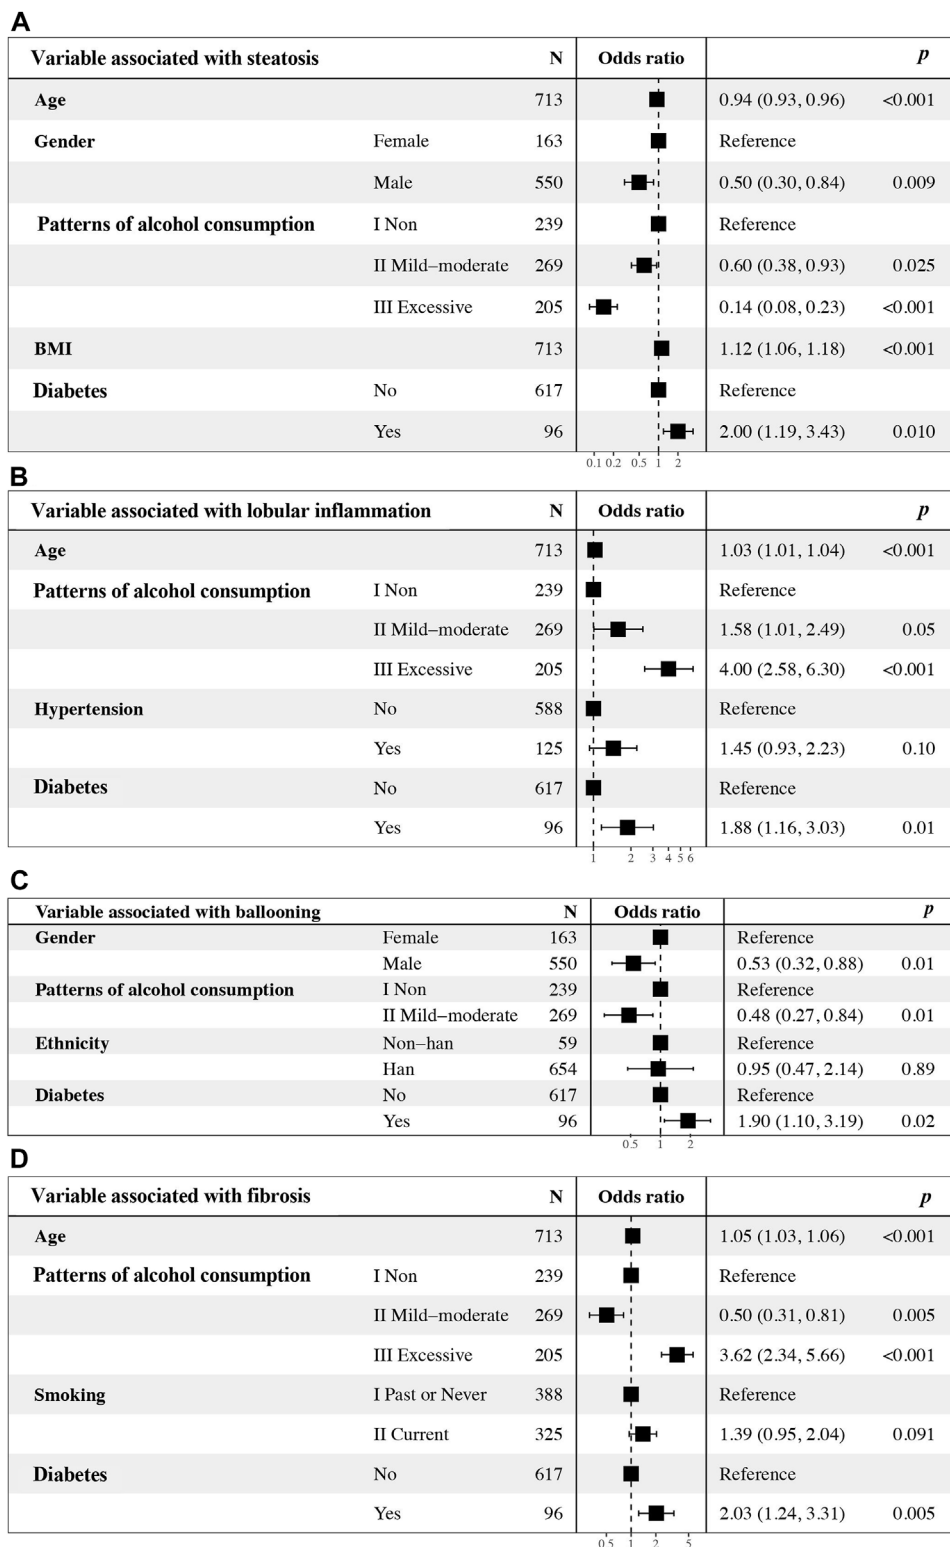 A
Variable associated with steatosis N Odds ratio p
Age 713 0.94 (0.93, 0.96) <0.001
Gender Female 163 Reference
Male 550 0.50 (0.30, 0.84) 0.009
Patterns of alcohol consumption I Non 239 Reference
II Mild–moderate 269 0.60 (0.38, 0.93) 0.025
III Excessive 205 0.14 (0.08, 0.23) <0.001
BMI 713 1.12 (1.06, 1.18) <0.001
Diabetes No 617 Reference
Yes 96 2.00 (1.19, 3.43) 0.010
0.1 0.2 0.5 1 2
B
Variable associated with lobular inflammation N Odds ratio p
Age 713 1.03 (1.01, 1.04) <0.001
Patterns of alcohol consumption I Non 239 Reference
II Mild–moderate 269 1.58 (1.01, 2.49) 0.05
III Excessive 205 4.00 (2.58, 6.30) <0.001
Hypertension No 588 Reference
Yes 125 1.45 (0.93, 2.23) 0.10
Diabetes No 617 Reference
Yes 96 1.88 (1.16, 3.03) 0.01
1 2 3 4 5 6
C
Variable associated with ballooning N Odds ratio p
Gender Female 163 Reference
Male 550 0.53 (0.32, 0.88) 0.01
Patterns of alcohol consumption I Non 239 Reference
II Mild–moderate 269 0.48 (0.27, 0.84) 0.01
Ethnicity Non–han 59 Reference
Han 654 0.95 (0.47, 2.14) 0.89
Diabetes No 617 Reference
Yes 96 1.90 (1.10, 3.19) 0.02
0.5 1 2
D
Variable associated with fibrosis N Odds ratio p
Age 713 1.05 (1.03, 1.06) <0.001
Patterns of alcohol consumption I Non 239 Reference
II Mild–moderate 269 0.50 (0.31, 0.81) 0.005
III Excessive 205 3.62 (2.34, 5.66) <0.001
Smoking I Past or Never 388 Reference
II Current 325 1.39 (0.95, 2.04) 0.091
Diabetes No 617 Reference
Yes 96 2.03 (1.24, 3.31) 0.005
0.5 1 2 5